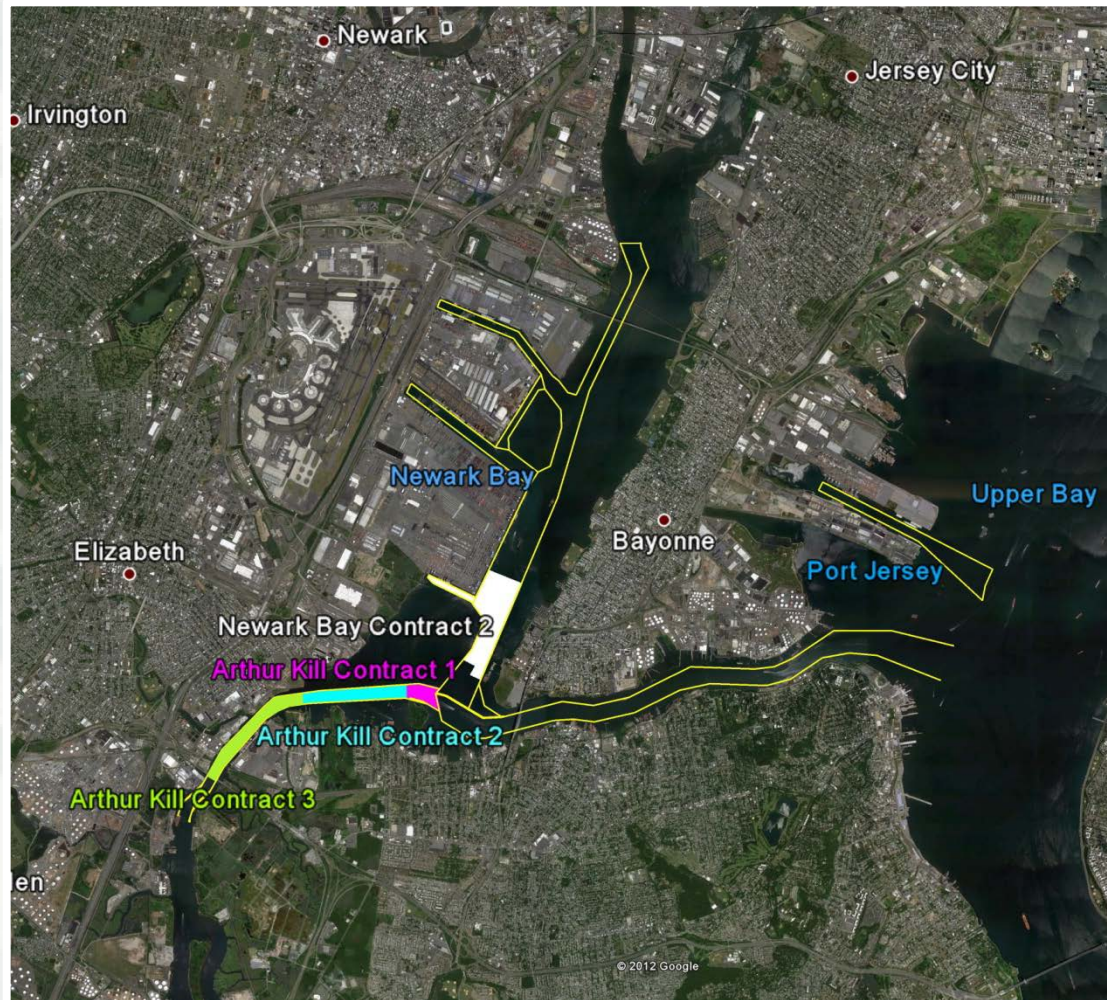 Newark
Jersey City
Irvington
Newark Bay
Upper Bay
Bayonne
Elizabeth
Port Jersey
Newark Bay Contract 2
Arthur Kill Contract 1
Arthur Kill Contract 2
Arthur Kill Contract 3
len
© 2012 Google